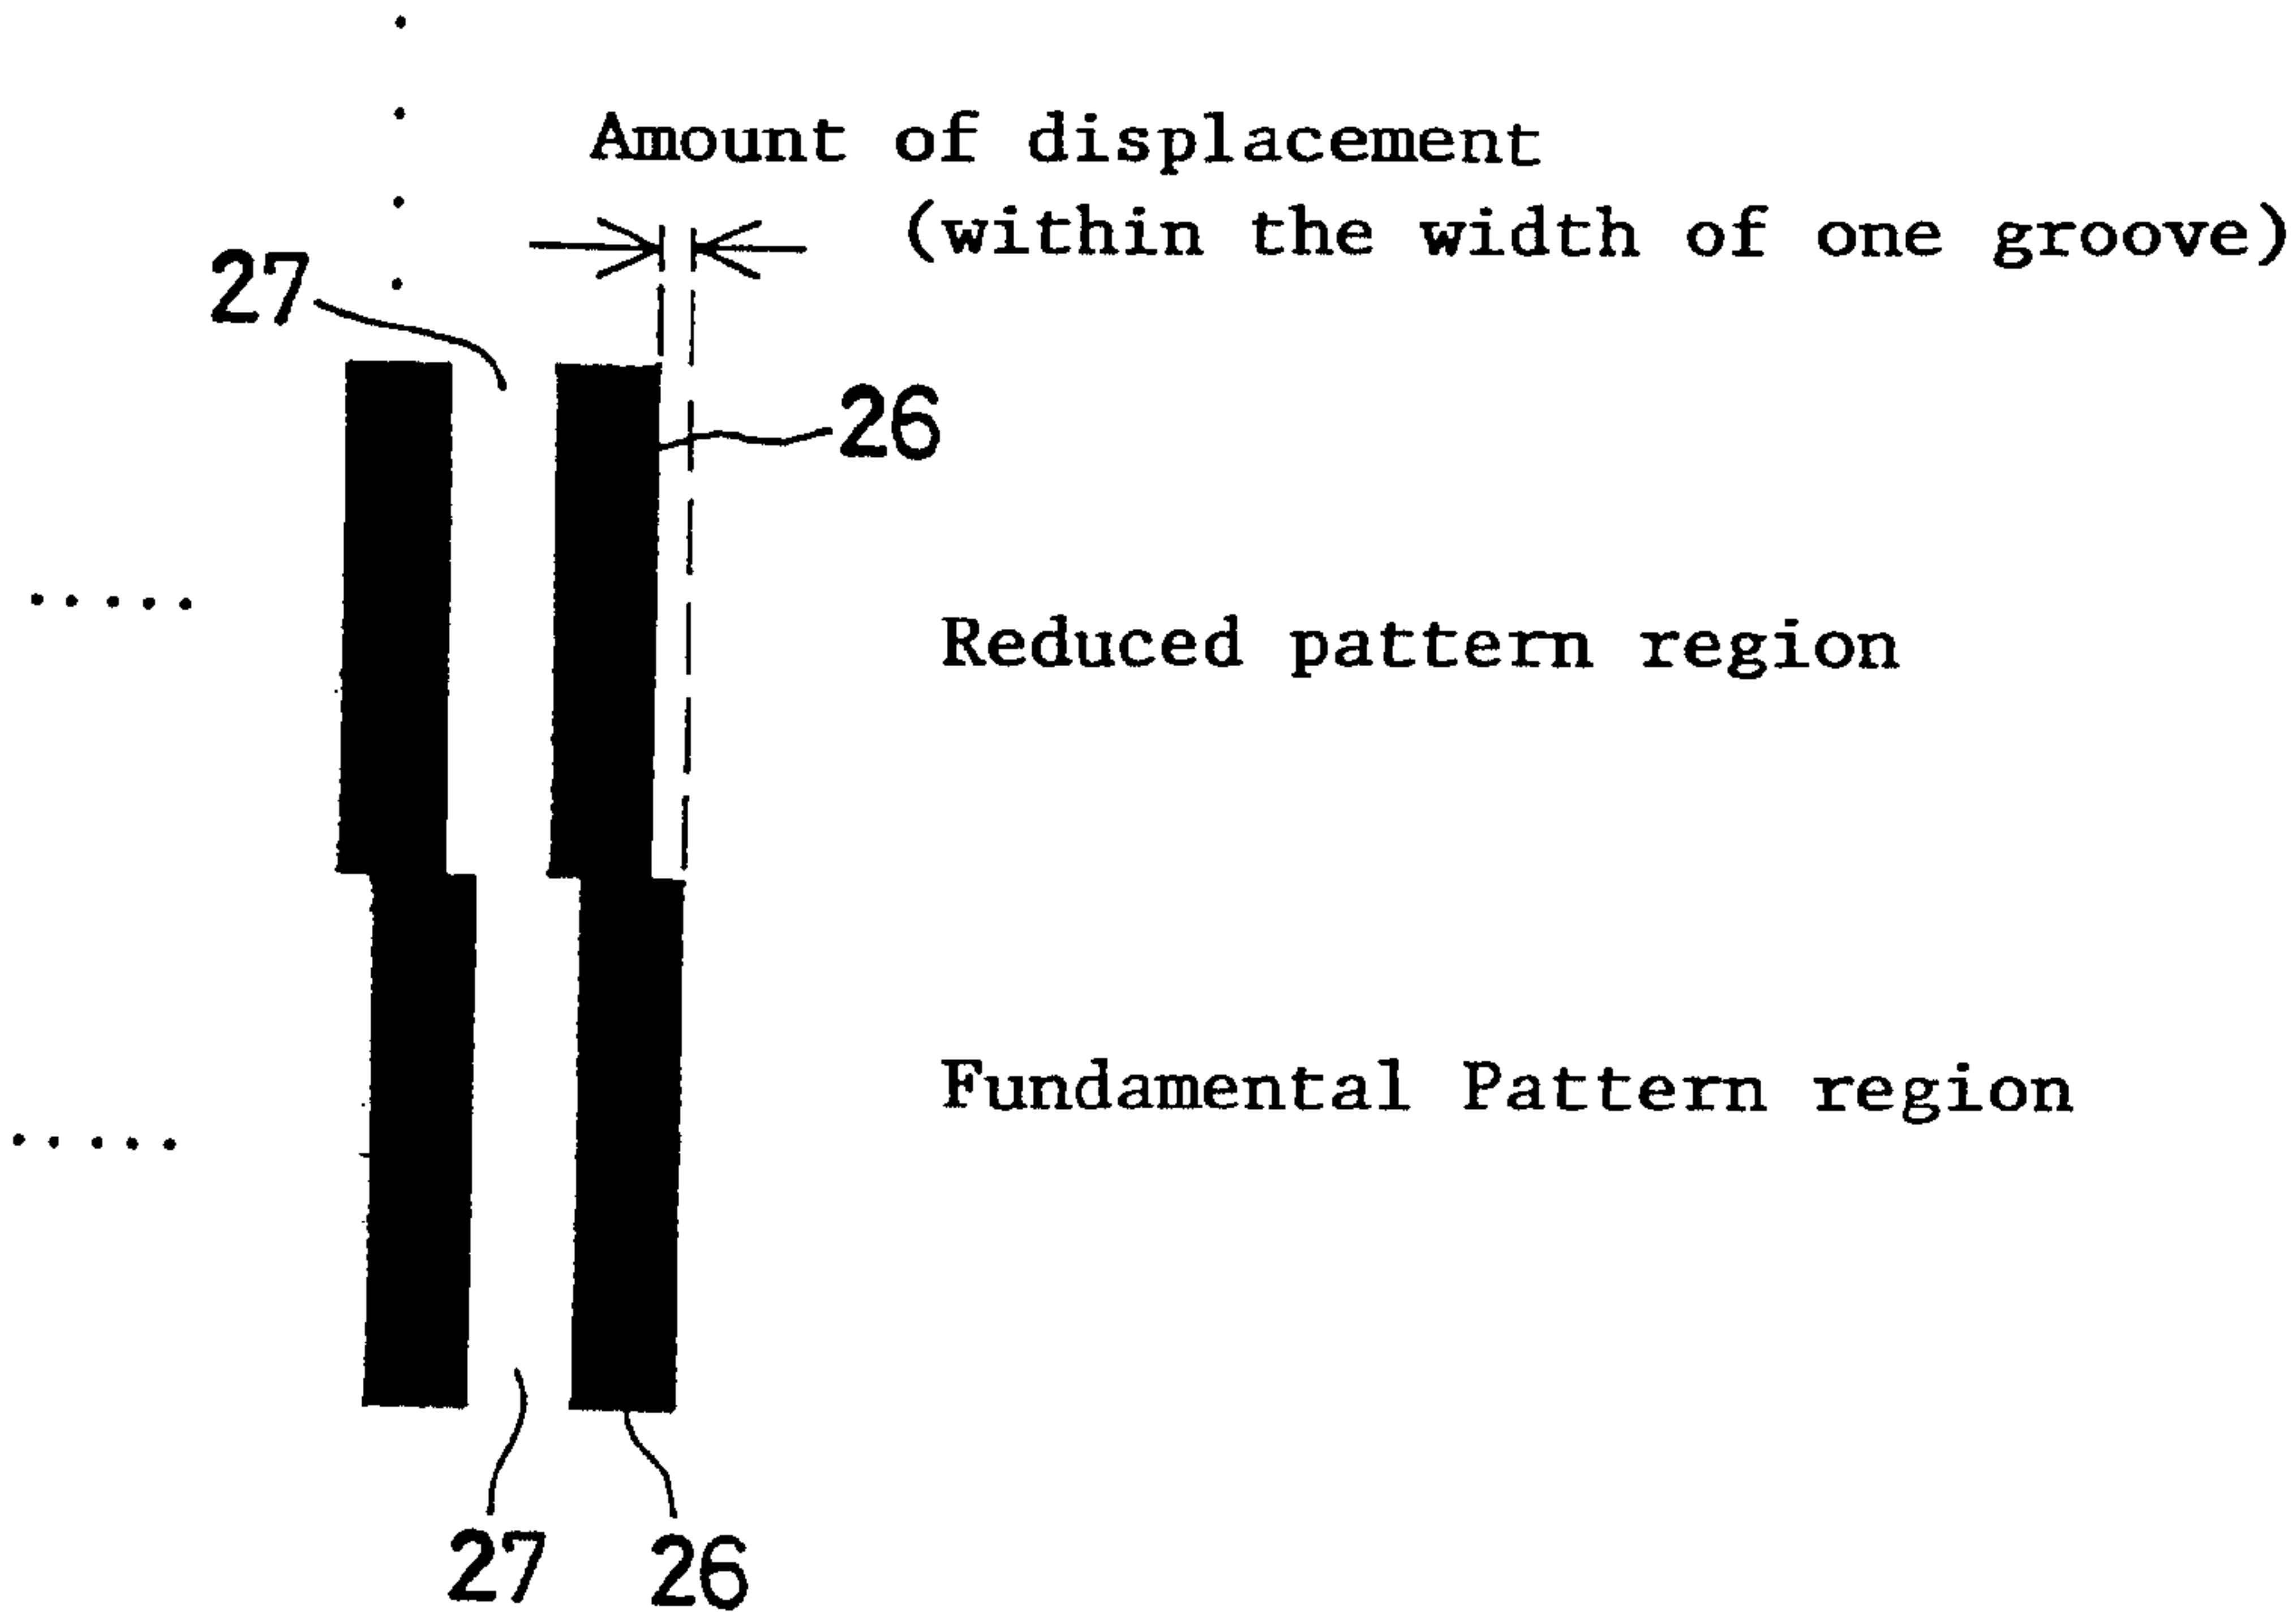 Amount of displacement
(within the width of one groove)
27
26
Reduced pattern region
Fundamental Pattern region
27 26